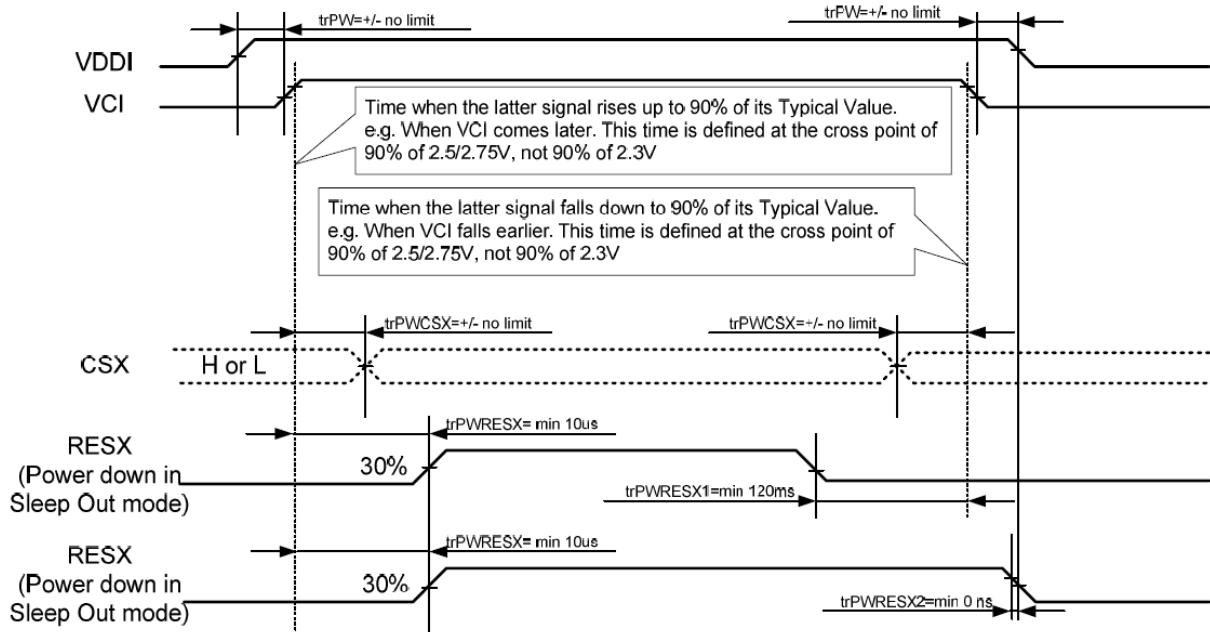 trPW=+/- no limit
trPW=+/- no limit
VDDI
VCI
Time when the latter signal rises up to 90% of its Typical Value.
e.g. When VCI comes later. This time is defined at the cross point of
90% of 2.5/2.75V, not 90% of 2.3V
Time when the latter signal falls down to 90% of its Typical Value.
e.g. When VCI falls earlier. This time is defined at the cross point of
90% of 2.5/2.75V, not 90% of 2.3V
trPWCSX=+/- no limit
trPWCSX=+/- no limit
CSX
H or L
trPWRESX= min 10us
RESX
(Power down in
Sleep Out mode)
30%
trPWRESX1=min 120ms
trPWRESX= min 10us
RESX
(Power down in
Sleep Out mode)
30%
trPWRESX2=min 0 ns